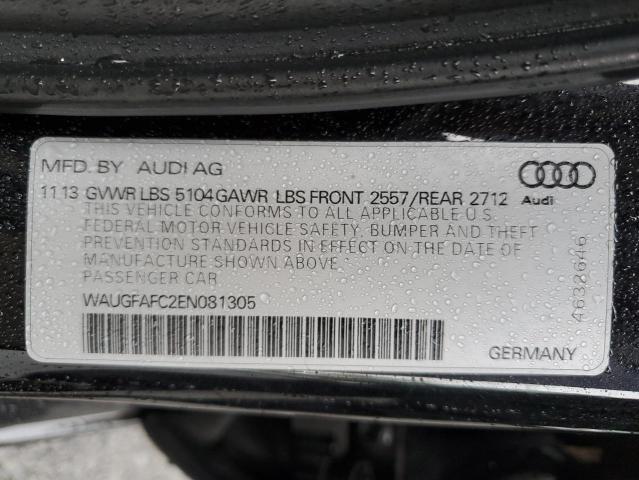 MFD. BY AUDI AG
11 13 GVWR LBS 5104 GAWR LBS FRONT 2557/REAR 2712
Audi
THIS VEHICLE CONFORMS TO ALL APPLICABLE U.S.
FEDERAL MOTOR VEHICLE SAFETY, BUMPER AND THEFT
PREVENTION STANDARDS IN EFFECT ON THE DATE OF
MANUFACTURE SHOWN ABOVE.
PASSENGER CAR
4632646
WAUGFAFC2EN081305
GERMANY